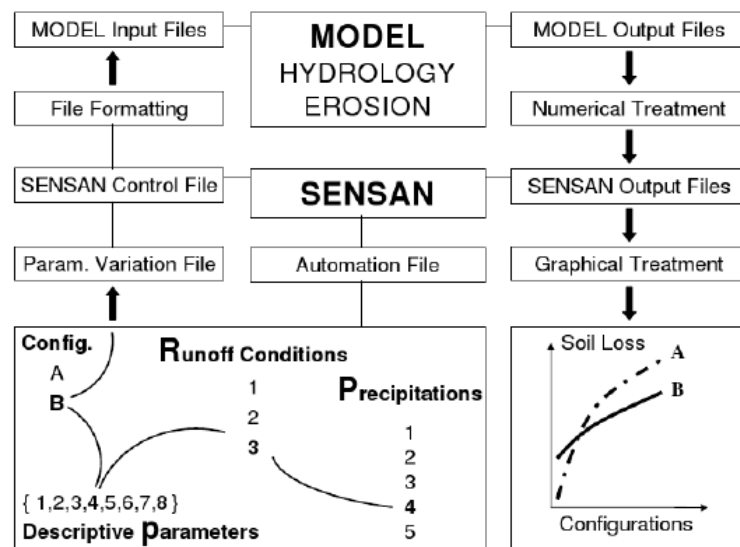 MODEL Input Files
MODEL
HYDROLOGY
EROSION
MODEL Output Files
File Formatting
Numerical Treatment
SENSAN Control File
SENSAN
SENSAN Output Files
Param. Variation File
Automation File
Graphical Treatment
Config.
A
B
Runoff Conditions
1
2
3
Precipitations
1
2
3
4
5
{ 1,2,3,4,5,6,7,8 }
Descriptive parameters
Soil Loss
A
B
Configurations